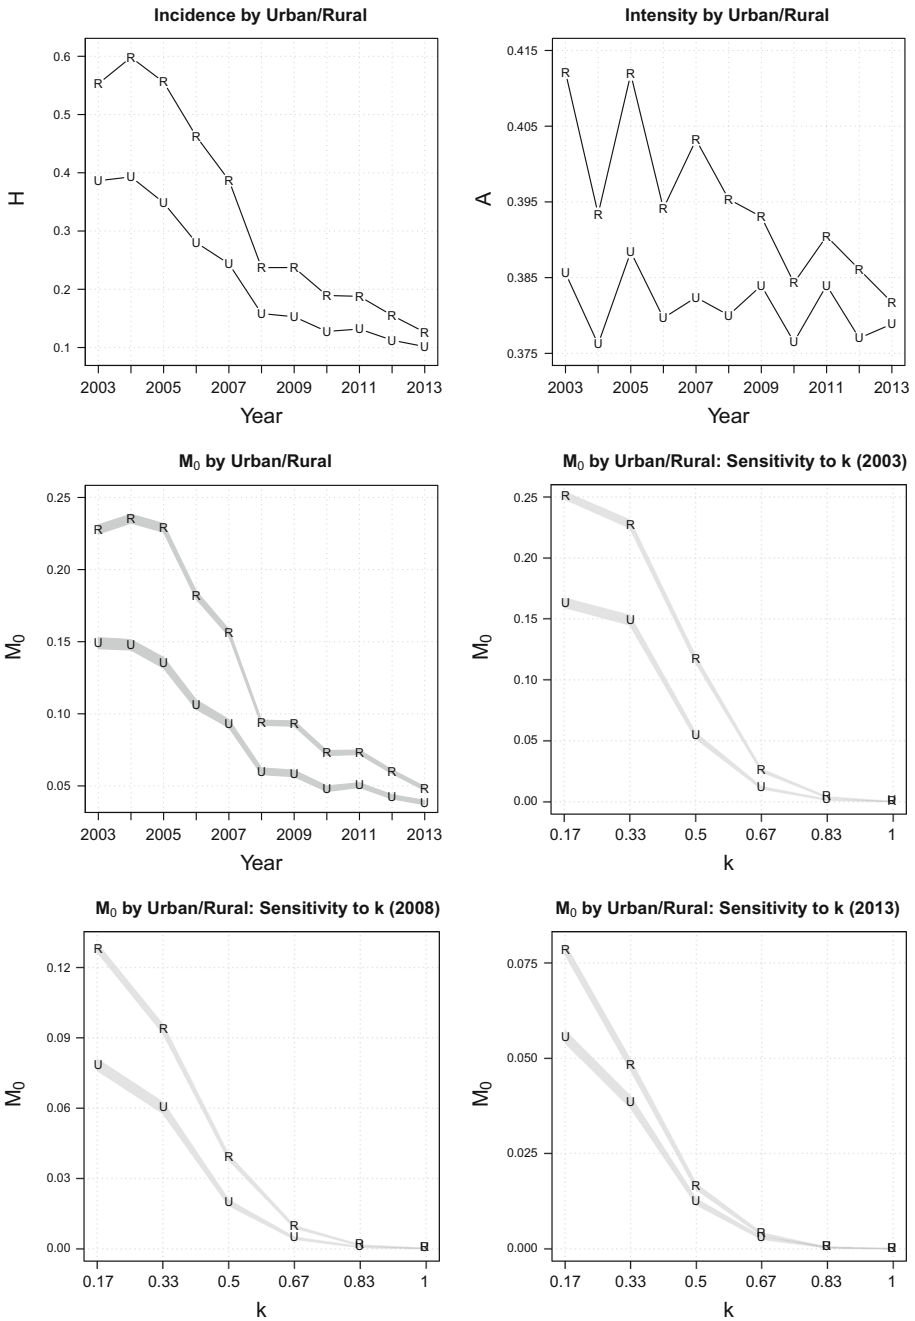 Incidence by Urban/Rural
H
0.6
0.5
0.4
0.3
0.2
0.1
R R R R R R R R R R R
U U U U U U U U U U U
2003 2005 2007 2009 2011 2013
Year
Intensity by Urban/Rural
A
0.415
0.405
0.395
0.385
0.375
R R R R R R R R R R R
U U U U U U U U U U U
2003 2005 2007 2009 2011 2013
Year
M0 by Urban/Rural
M0
0.25
0.20
0.15
0.10
0.05
R R R R R R R R R R R
U U U U U U U U U U U
2003 2005 2007 2009 2011 2013
Year
M0 by Urban/Rural: Sensitivity to k (2003)
M0
0.25
0.20
0.15
0.10
0.05
0.00
R R R R R R
U U U U U U
0.17 0.33 0.5 0.67 0.83 1
k
M0 by Urban/Rural: Sensitivity to k (2008)
M0
0.12
0.09
0.06
0.03
0.00
R R R R R R
U U U U U U
0.17 0.33 0.5 0.67 0.83 1
k
M0 by Urban/Rural: Sensitivity to k (2013)
M0
0.075
0.050
0.025
0.000
R R R R R R
U U U U U U
0.17 0.33 0.5 0.67 0.83 1
k